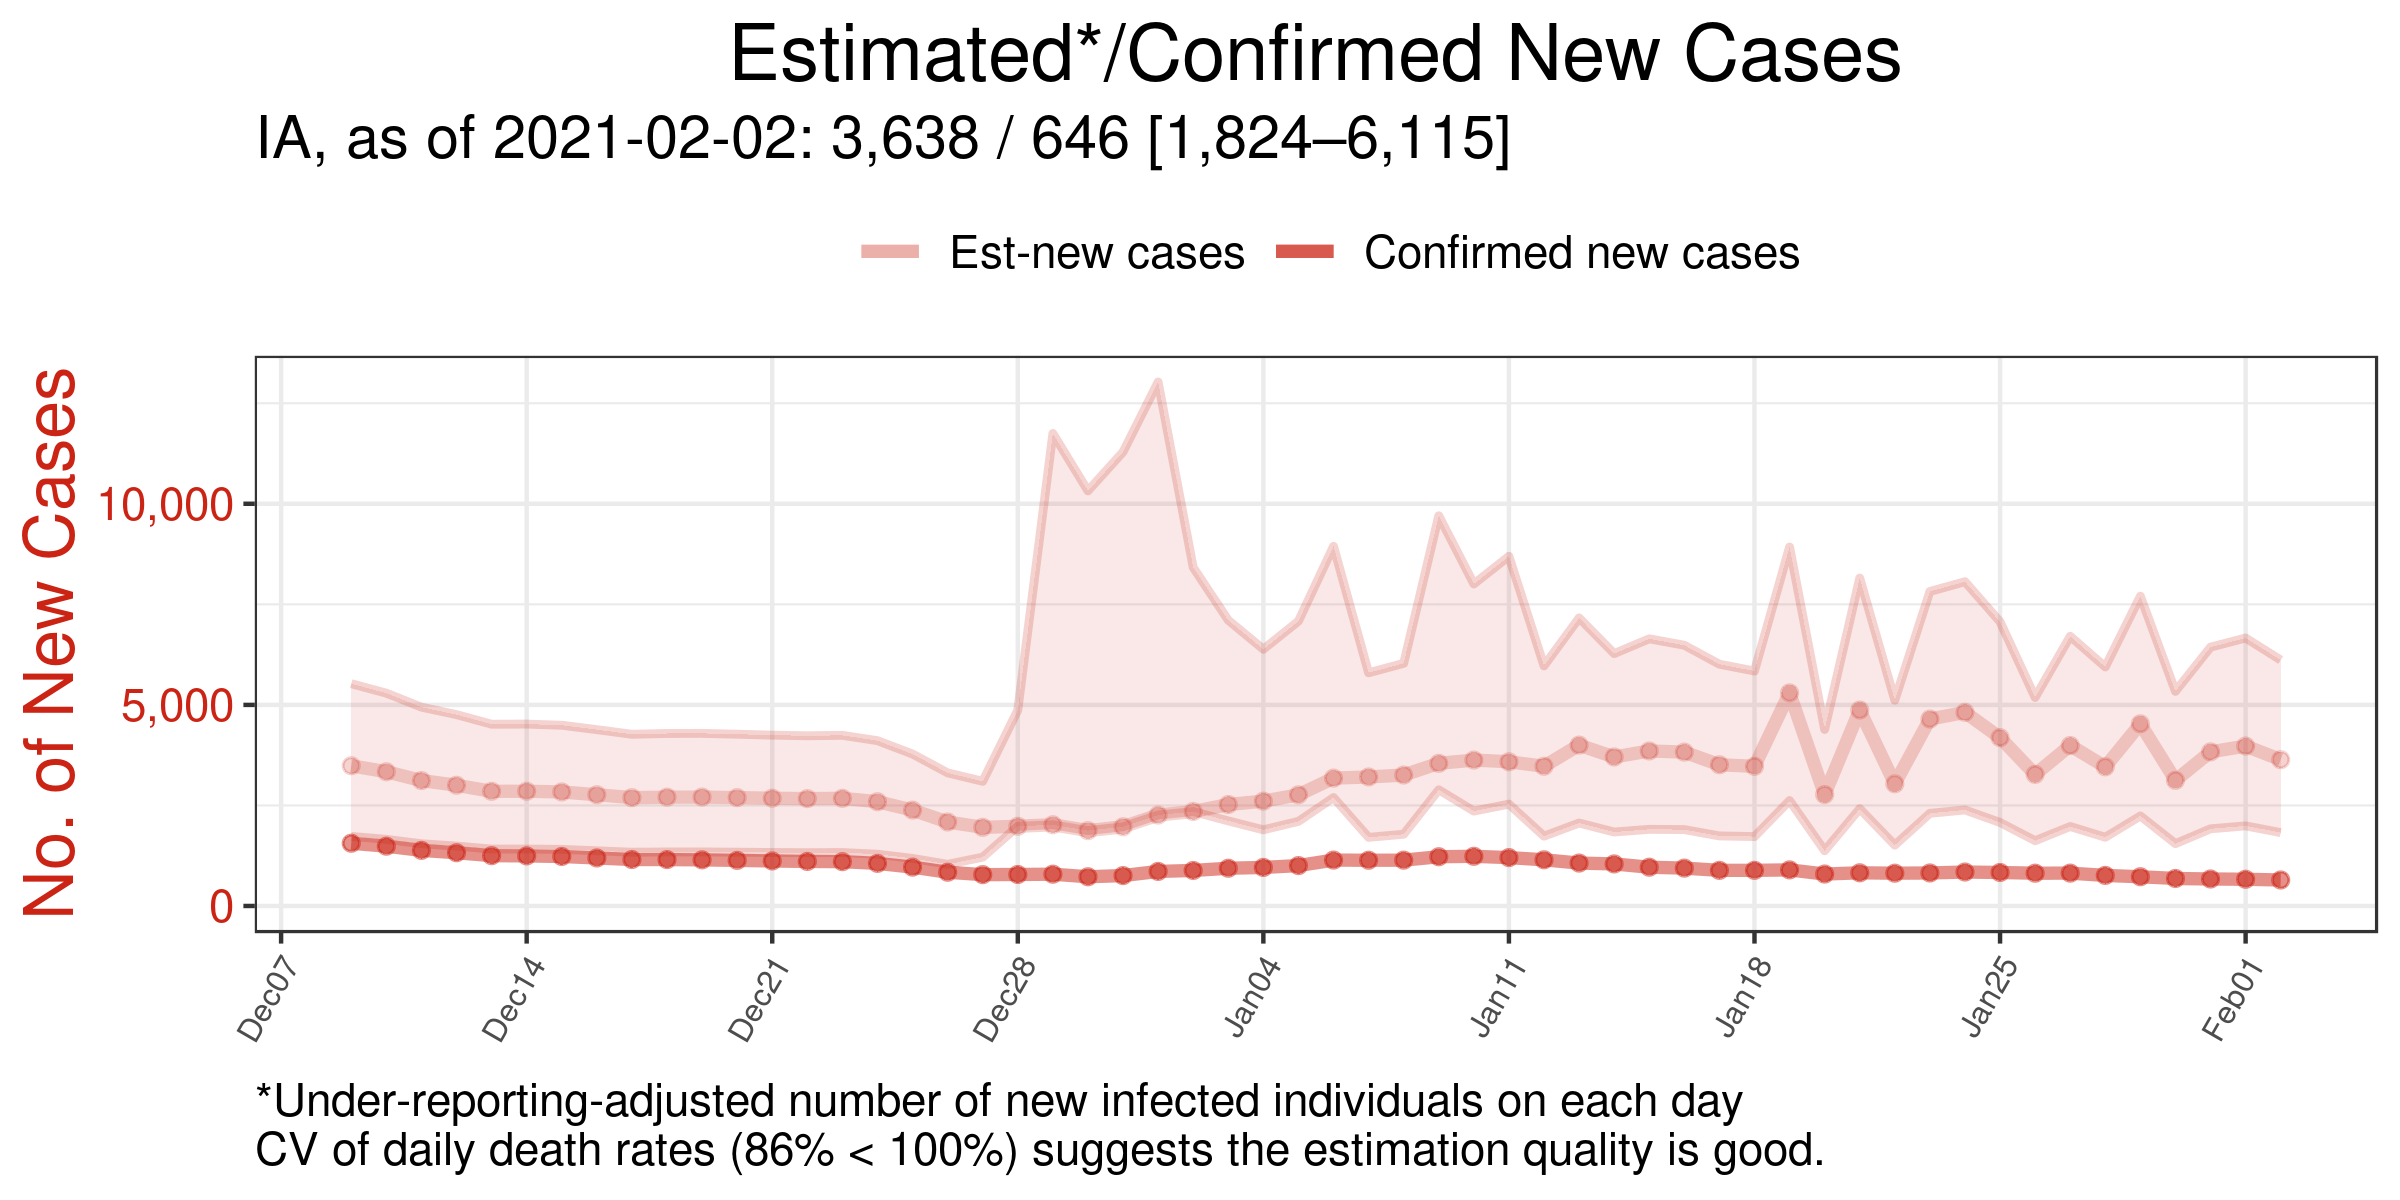 Estimated*/Confirmed New Cases
IA, as of 2021-02-02: 3,638 / 646 [1,824–6,115]
Est-new cases
Confirmed new cases
No. of New Cases
10,000
5,000
0
Dec07
Dec14
Dec21
Dec28
Jan04
Jan11
Jan18
Jan25
Feb01
*Under-reporting-adjusted number of new infected individuals on each day
CV of daily death rates (86% < 100%) suggests the estimation quality is good.